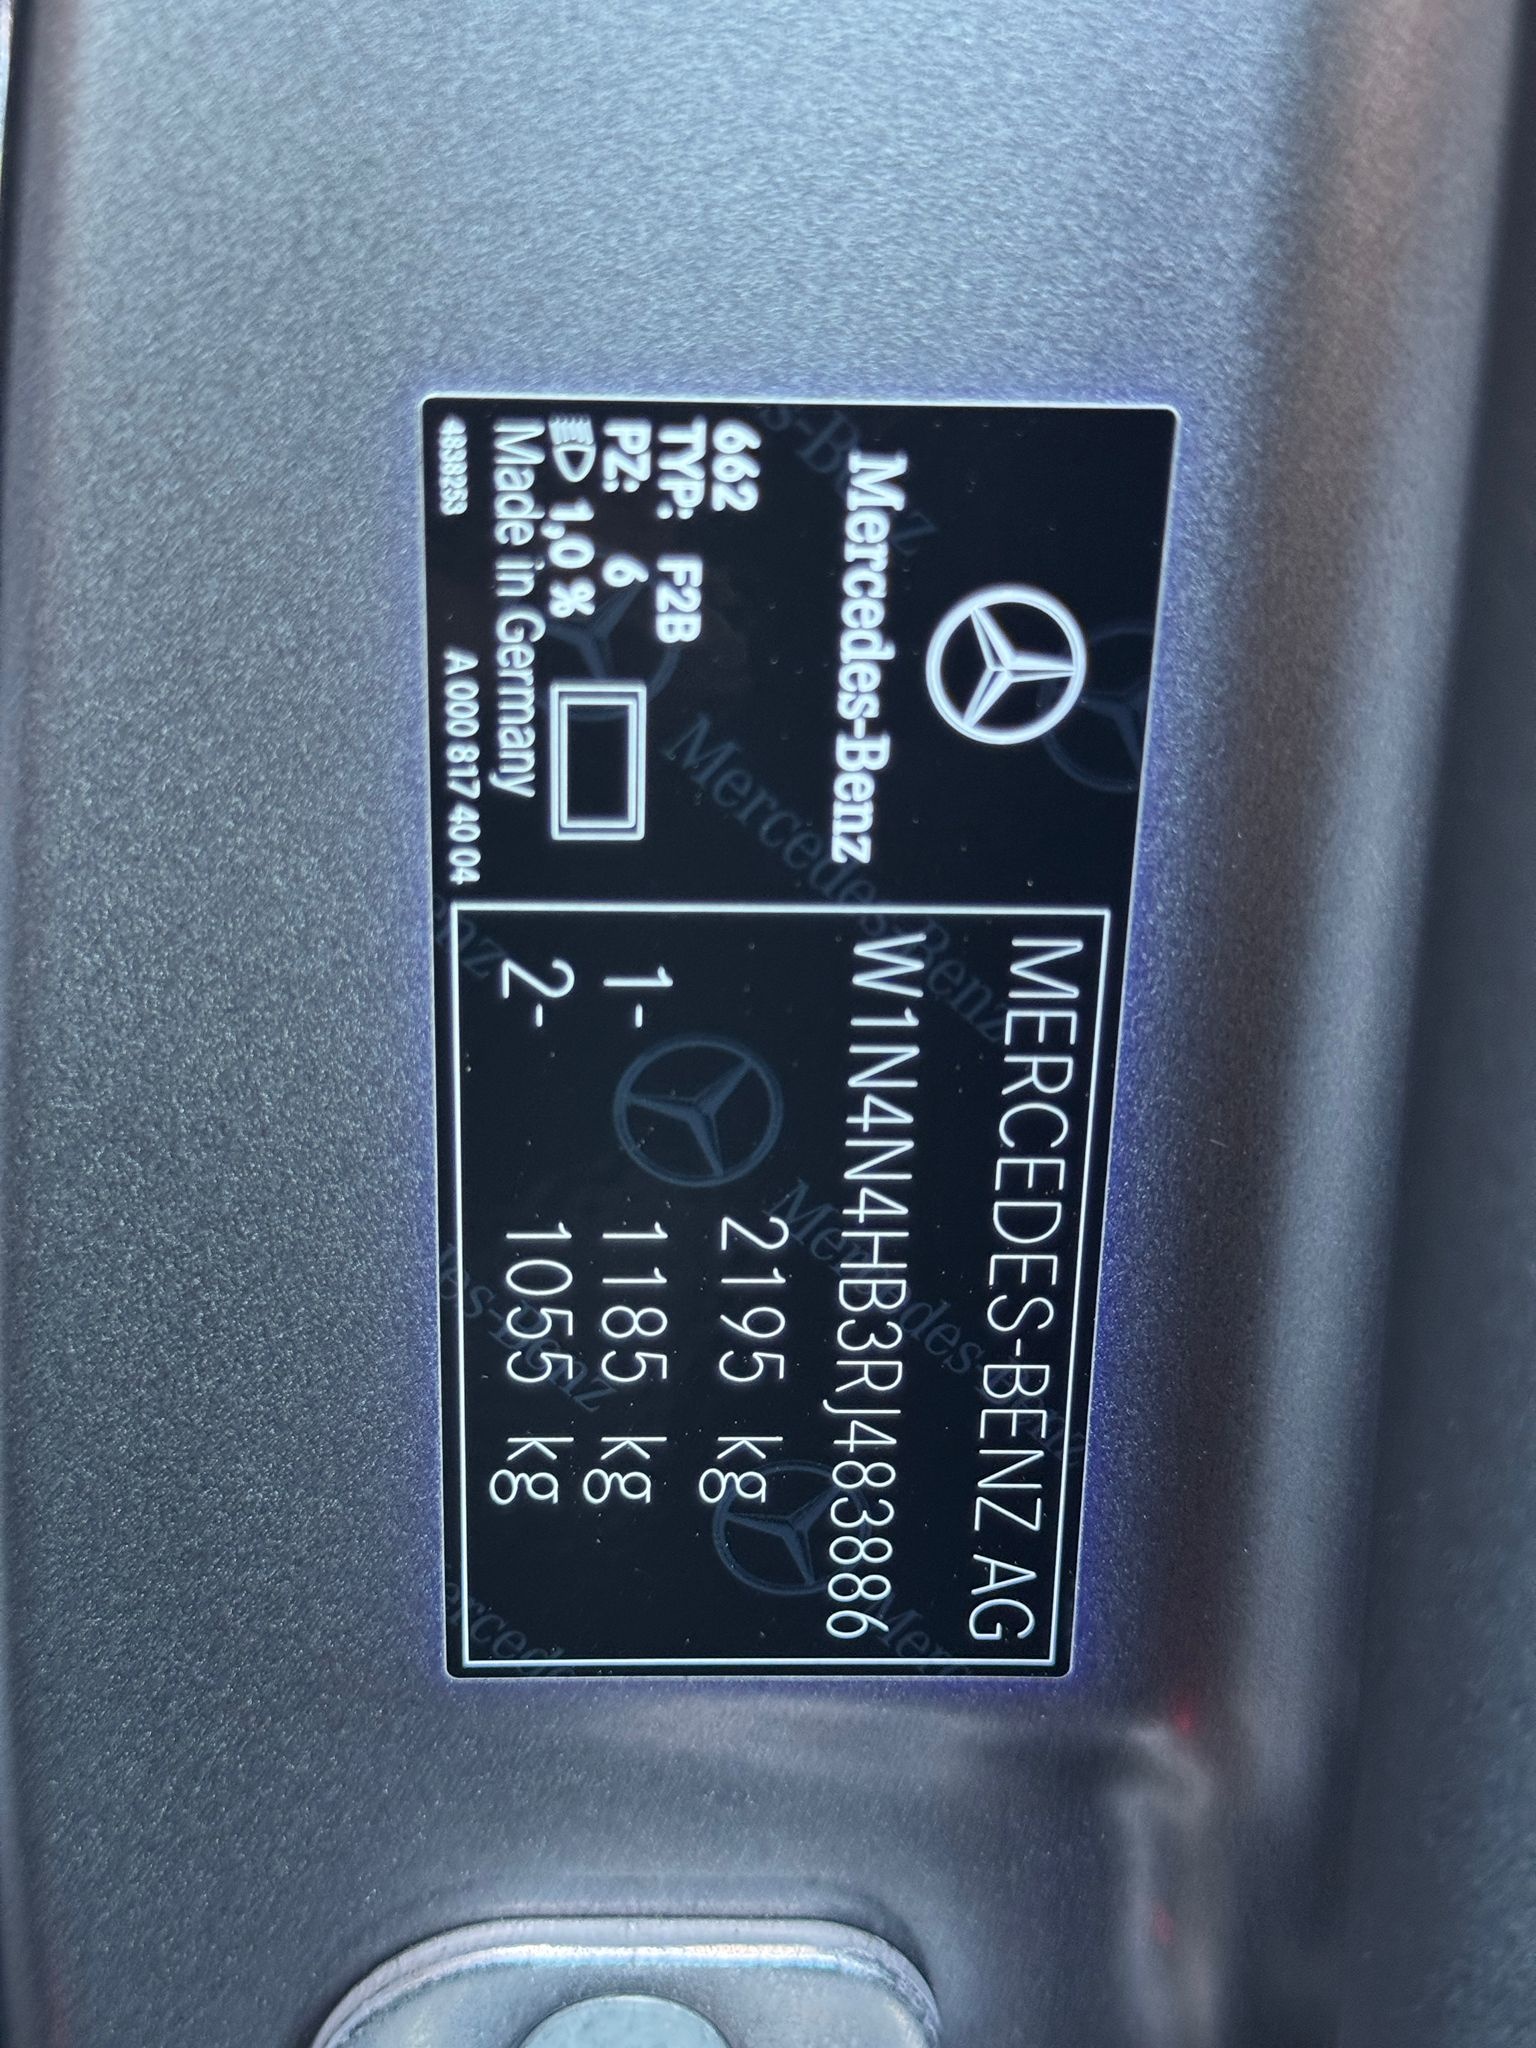 Mercedes-Benz
662
TYP: F2B
PZ: 6
1,0 %
Made in Germany
4838253 A 000 817 40 04
MERCEDES-BENZ AG
W1N4N4HB3RJ483886
2195 kg
1- 1185 kg
2- 1055 kg